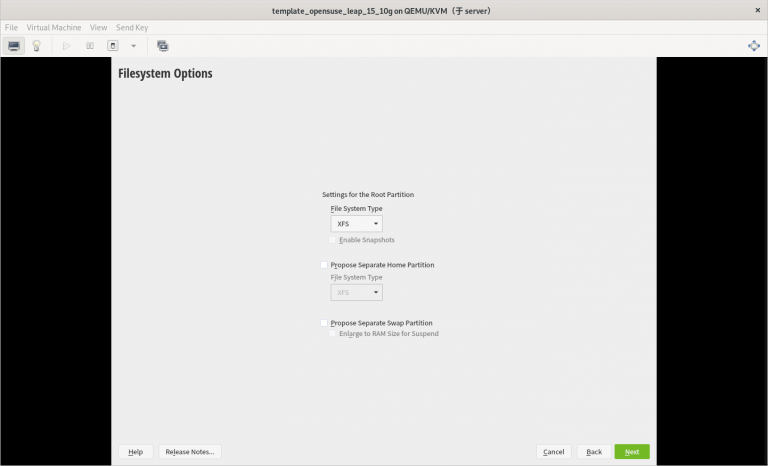 template_opensuse_leap_15_10g on QEMU/KVM（于 server）
File Virtual Machine View Send Key
Filesystem Options
Settings for the Root Partition
File System Type
XFS
Enable Snapshots
Propose Separate Home Partition
File System Type
XFS
Propose Separate Swap Partition
Enlarge to RAM Size for Suspend
Help Release Notes... Cancel Back Next